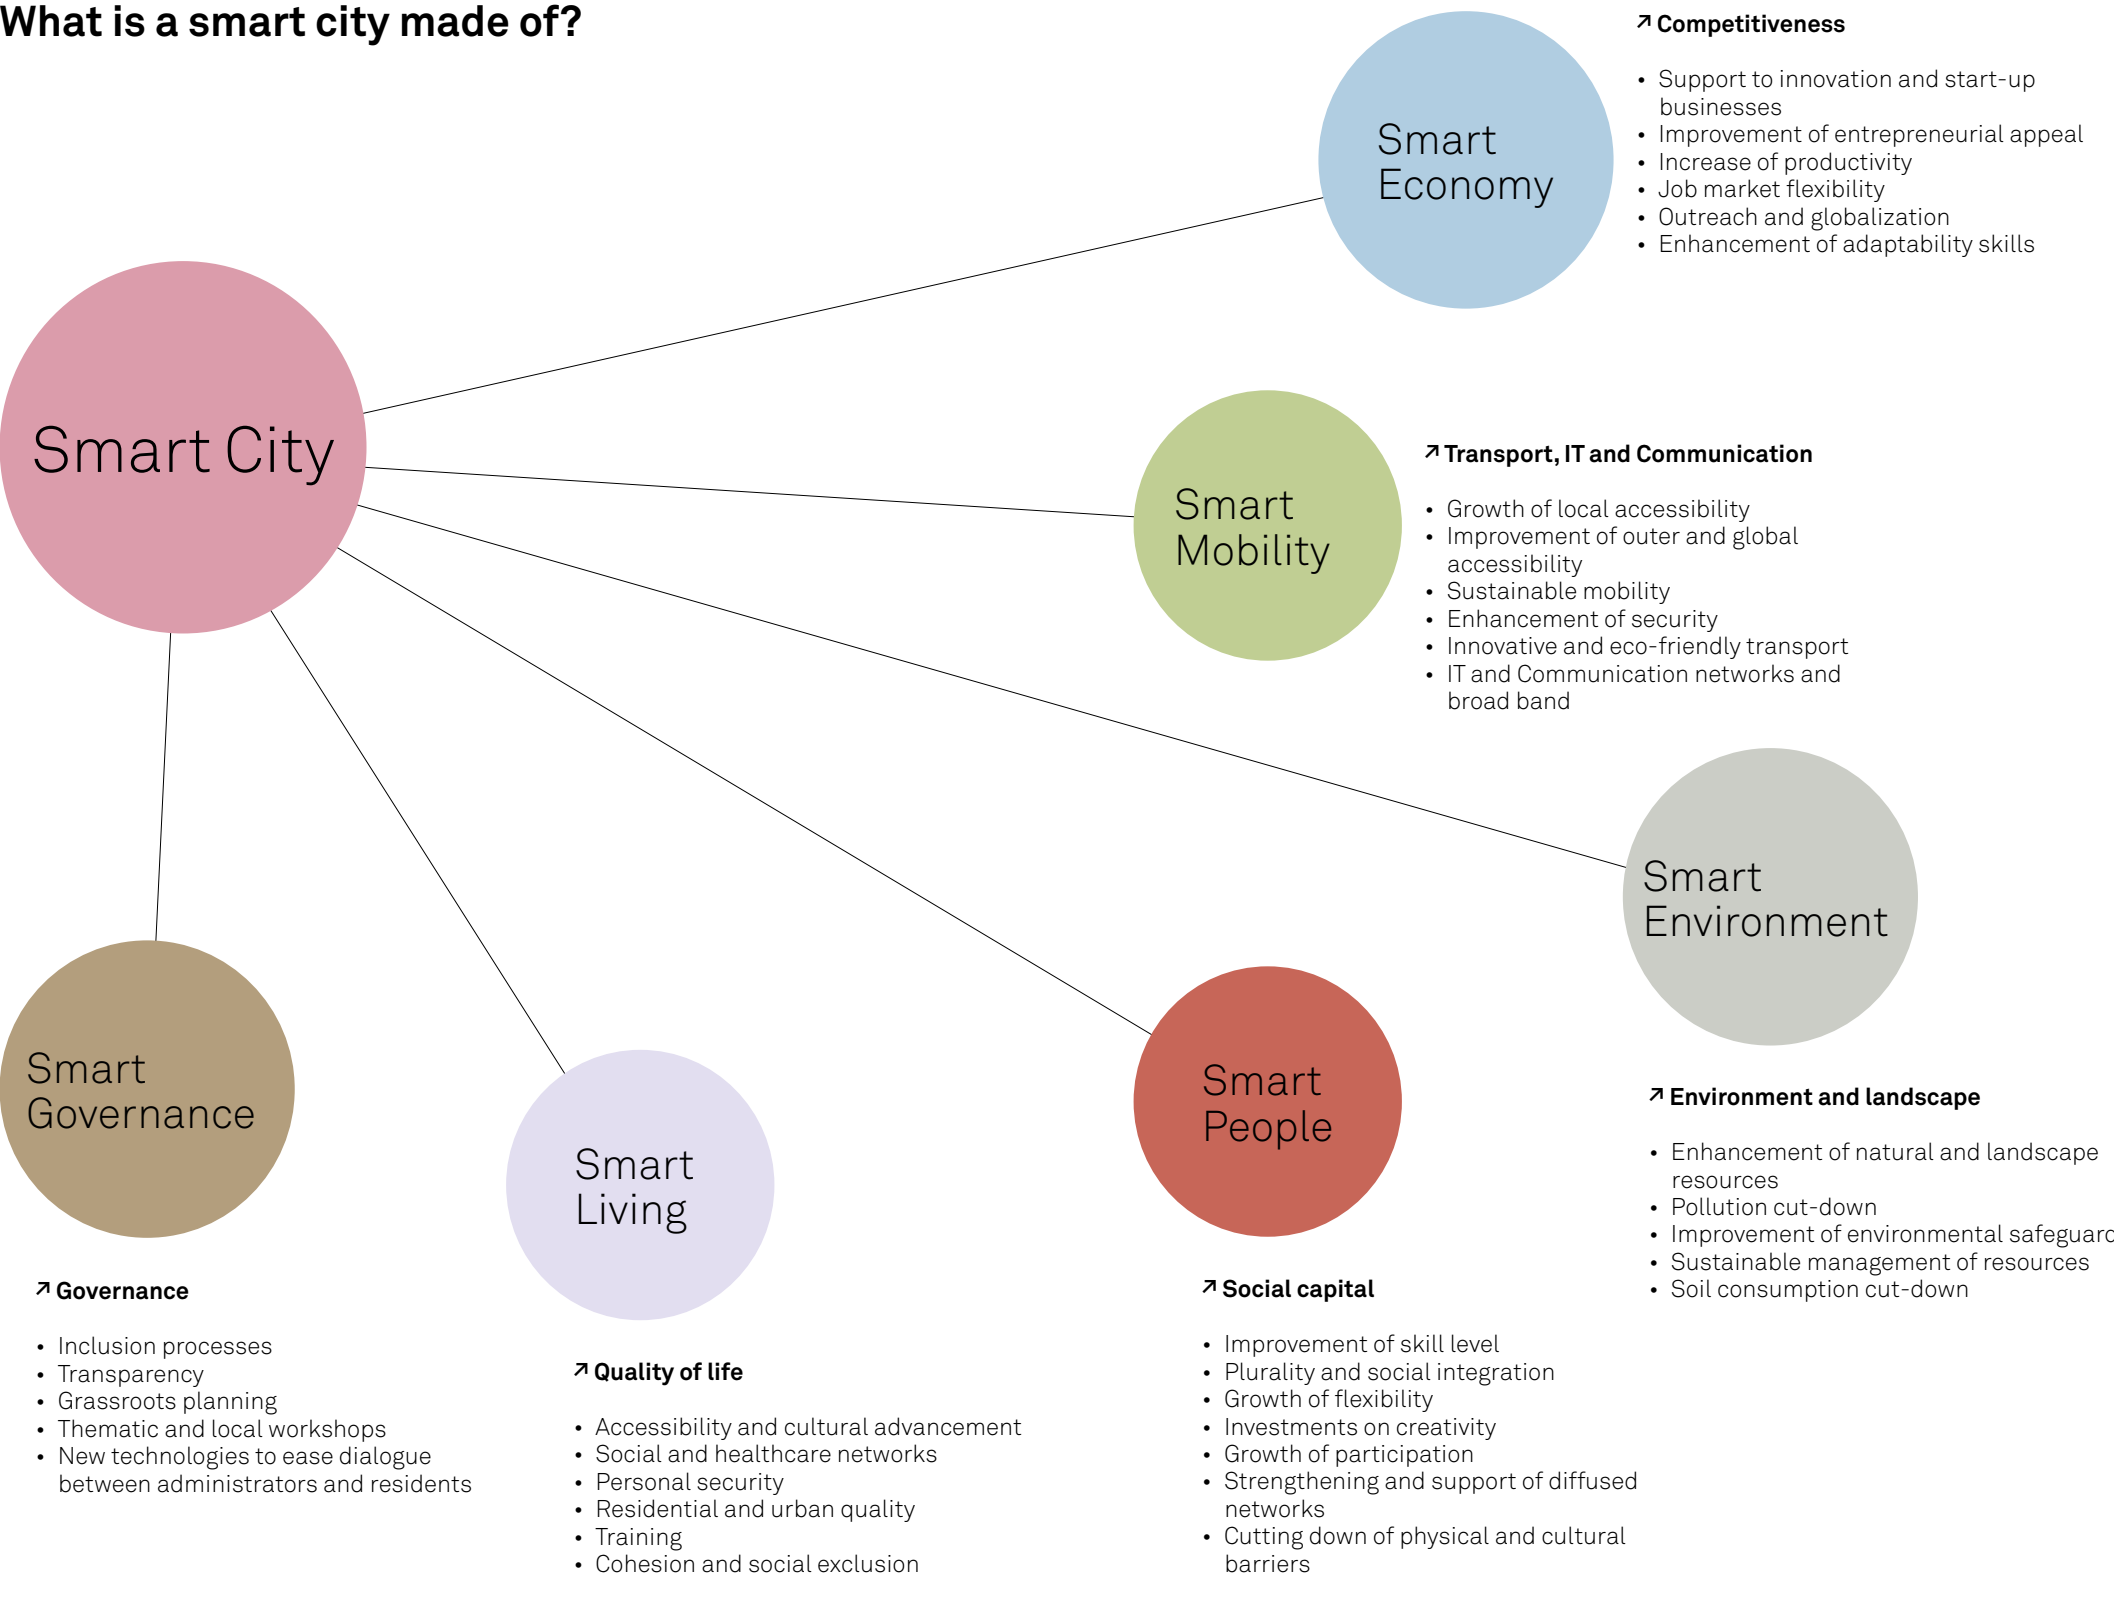 What is a smart city made of?
Smart City
Smart
Economy
↗ Competitiveness
• Support to innovation and start-up
businesses
• Improvement of entrepreneurial appeal
• Increase of productivity
• Job market flexibility
• Outreach and globalization
• Enhancement of adaptability skills
Smart
Mobility
↗ Transport, IT and Communication
• Growth of local accessibility
• Improvement of outer and global
accessibility
• Sustainable mobility
• Enhancement of security
• Innovative and eco-friendly transport
• IT and Communication networks and
broad band
Smart
Environment
↗ Environment and landscape
• Enhancement of natural and landscape
resources
• Pollution cut-down
• Improvement of environmental safeguard
• Sustainable management of resources
• Soil consumption cut-down
Smart
People
↗ Social capital
• Improvement of skill level
• Plurality and social integration
• Growth of flexibility
• Investments on creativity
• Growth of participation
• Strengthening and support of diffused
networks
• Cutting down of physical and cultural
barriers
Smart
Living
↗ Quality of life
• Accessibility and cultural advancement
• Social and healthcare networks
• Personal security
• Residential and urban quality
• Training
• Cohesion and social exclusion
Smart
Governance
↗ Governance
• Inclusion processes
• Transparency
• Grassroots planning
• Thematic and local workshops
• New technologies to ease dialogue
between administrators and residents